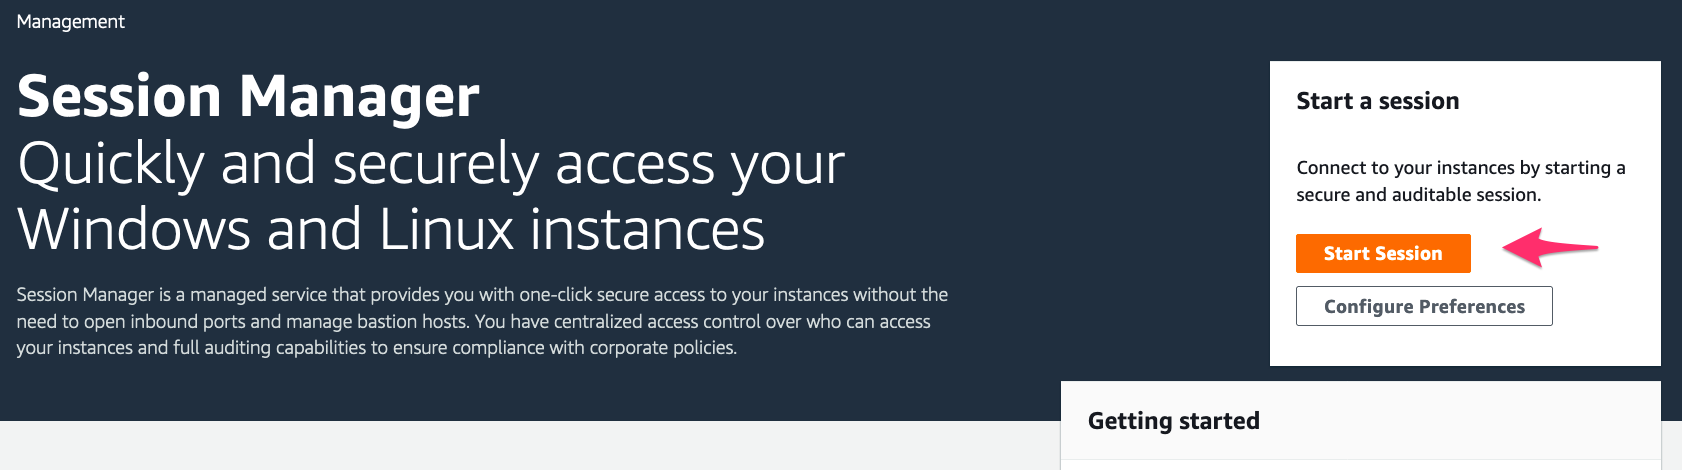 Management
Session Manager
Quickly and securely access your
Windows and Linux instances
Session Manager is a managed service that provides you with one-click secure access to your instances without the
need to open inbound ports and manage bastion hosts. You have centralized access control over who can access
your instances and full auditing capabilities to ensure compliance with corporate policies.
Start a session
Connect to your instances by starting a
secure and auditable session.
Start Session
Configure Preferences
Getting started